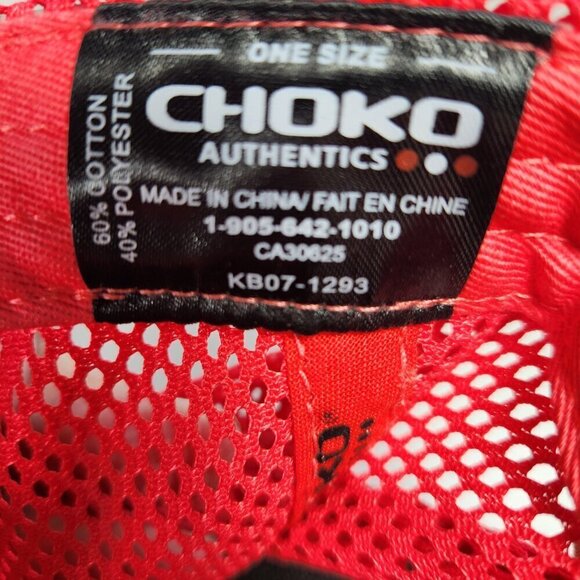 ONE SIZE
CHOKO
AUTHENTICS
MADE IN CHINA/ FAIT EN CHINE
1-905-642-1010
CA30625
KB07-1293
60% COTTON
40% POLYESTER